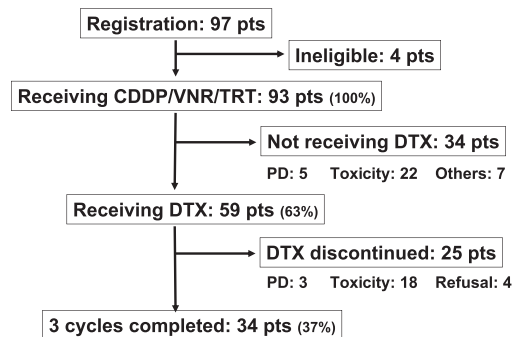 Registration: 97 pts
Ineligible: 4 pts
Receiving CDDP/VNR/TRT: 93 pts (100%)
Not receiving DTX: 34 pts
PD: 5 Toxicity: 22 Others: 7
Receiving DTX: 59 pts (63%)
DTX discontinued: 25 pts
PD: 3 Toxicity: 18 Refusal: 4
3 cycles completed: 34 pts (37%)